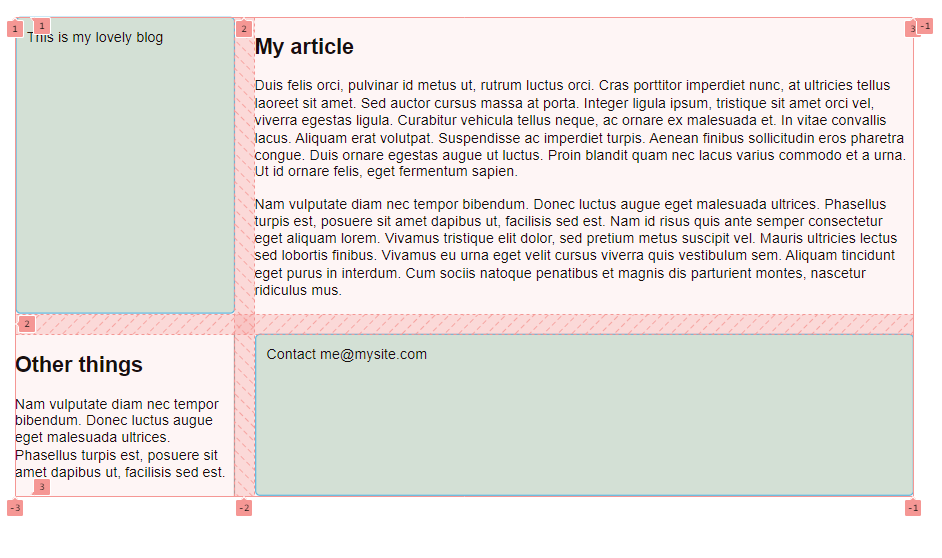 1
1
2
3
-1
This is my lovely blog
My article
Duis felis orci, pulvinar id metus ut, rutrum luctus orci. Cras porttitor imperdiet nunc, at ultricies tellus
laoreet sit amet. Sed auctor cursus massa at porta. Integer ligula ipsum, tristique sit amet orci vel,
viverra egestas ligula. Curabitur vehicula tellus neque, ac ornare ex malesuada et. In vitae convallis
lacus. Aliquam erat volutpat. Suspendisse ac imperdiet turpis. Aenean finibus sollicitudin eros pharetra
congue. Duis ornare egestas augue ut luctus. Proin blandit quam nec lacus varius commodo et a urna.
Ut id ornare felis, eget fermentum sapien.
Nam vulputate diam nec tempor bibendum. Donec luctus augue eget malesuada ultrices. Phasellus
turpis est, posuere sit amet dapibus ut, facilisis sed est. Nam id risus quis ante semper consectetur
eget aliquam lorem. Vivamus tristique elit dolor, sed pretium metus suscipit vel. Mauris ultricies lectus
sed lobortis finibus. Vivamus eu urna eget velit cursus viverra quis vestibulum sem. Aliquam tincidunt
eget purus in interdum. Cum sociis natoque penatibus et magnis dis parturient montes, nascetur
ridiculus mus.
2
Other things
Nam vulputate diam nec tempor
bibendum. Donec luctus augue
eget malesuada ultrices.
Phasellus turpis est, posuere sit
amet dapibus ut, facilisis sed est.
Contact me@mysite.com
3
-3
-2
-1